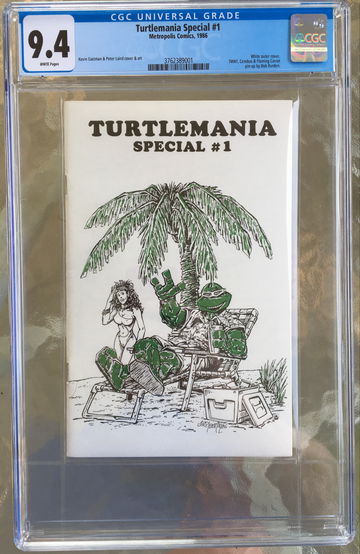 CGC UNIVERSAL GRADE
9.4
WHITE Pages
Turtlemania Special #1
Metropolis Comics, 1986
Kevin Eastman & Peter Laird cover & art
3762389001
White outer cover.
TMNT, Cerebus & Flaming Carrot
pin-up by Bob Burden.
CGC
TURTLEMANIA
SPECIAL #1